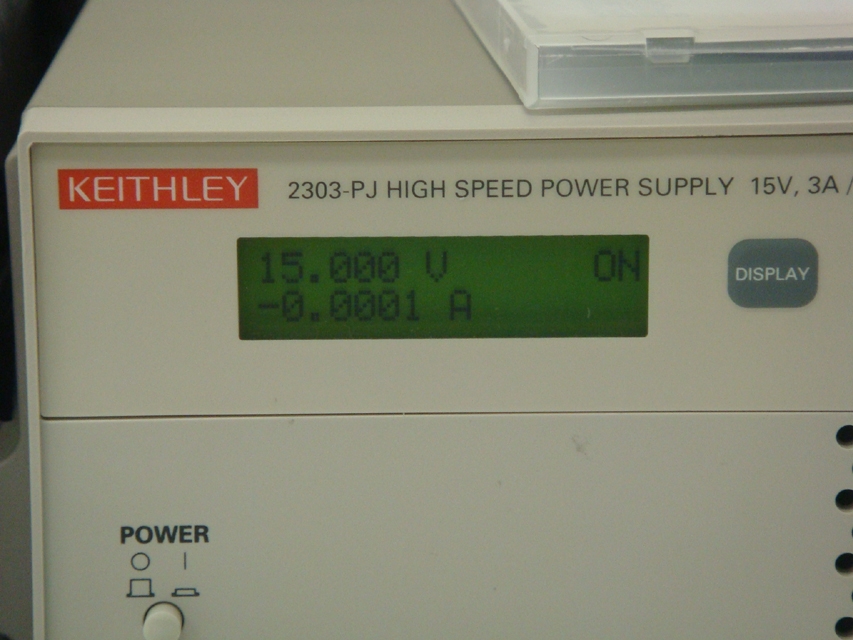 KEITHLEY 2303-PJ HIGH SPEED POWER SUPPLY 15V, 3A /
15.000 V ON
-0.0001 A
DISPLAY
POWER